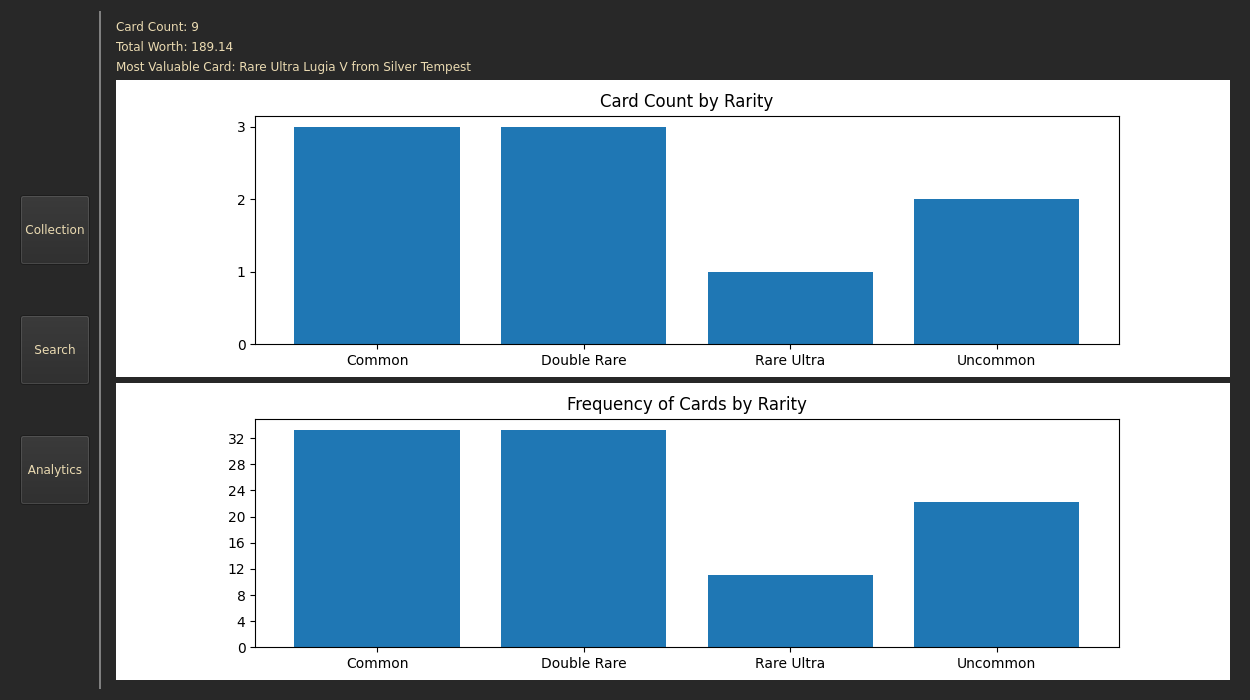 Card Count: 9
Total Worth: 189.14
Most Valuable Card: Rare Ultra Lugia V from Silver Tempest
Collection
Search
Analytics
Card Count by Rarity
3
2
1
0
Common Double Rare Rare Ultra Uncommon
Frequency of Cards by Rarity
32
28
24
20
16
12
8
4
0
Common Double Rare Rare Ultra Uncommon